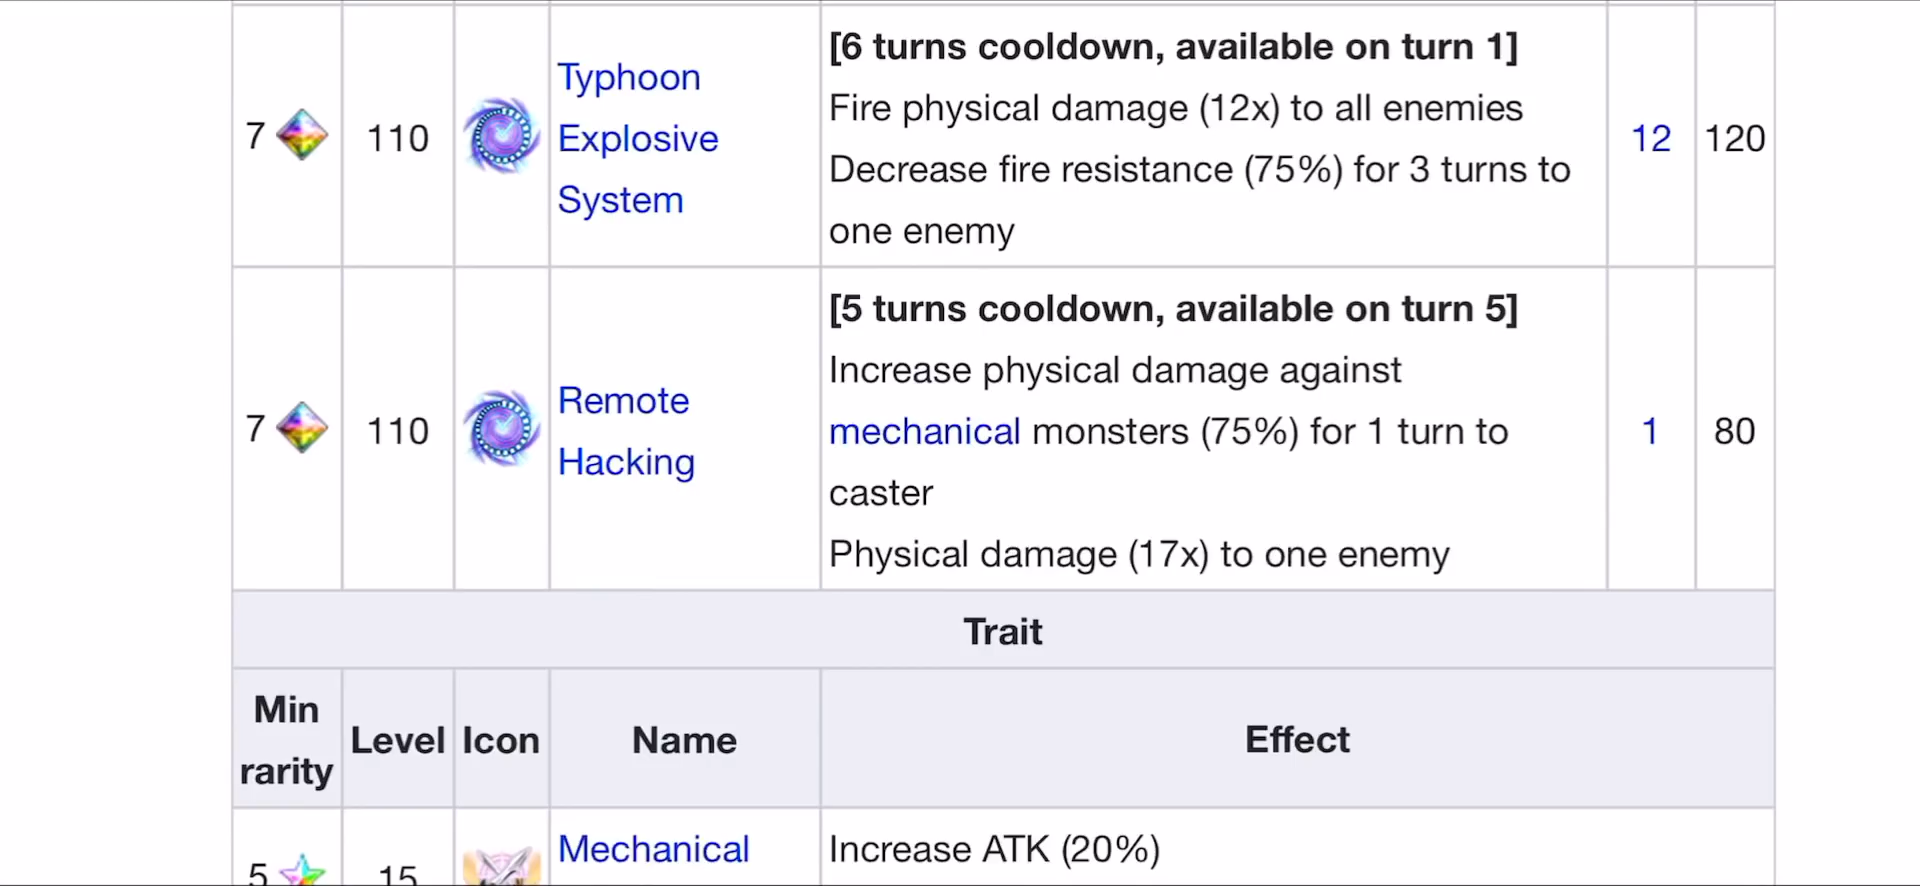 [6 turns cooldown, available on turn 1]
Typhoon
Fire physical damage (12x) to all enemies
7 110 Explosive 12 120
Decrease fire resistance (75%) for 3 turns to
System
one enemy
[5 turns cooldown, available on turn 5]
Increase physical damage against
Remote
7 110 mechanical monsters (75%) for 1 turn to 1 80
Hacking
caster
Physical damage (17x) to one enemy
Trait
Min
rarity
Level Icon Name Effect
5 15 Mechanical Increase ATK (20%)